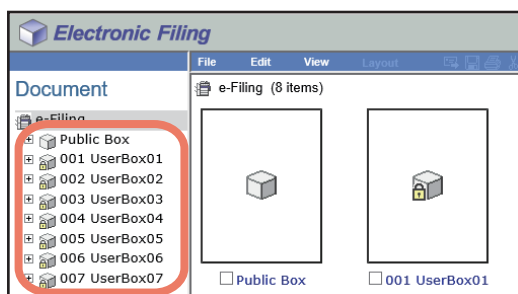 Electronic Filing
File Edit View Layout
Document
e-Filing (8 items)
e-Filing
Public Box
001 UserBox01
002 UserBox02
003 UserBox03
004 UserBox04
005 UserBox05
006 UserBox06
007 UserBox07
Public Box 001 UserBox01